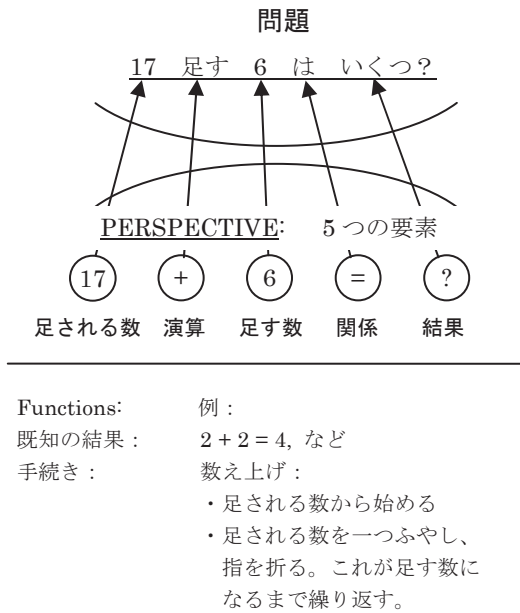 問題
17 足す 6 は いくつ?
PERSPECTIVE: 5つの要素
17 + 6 = ?
足される数 演算 足す数 関係 結果
Functions: 例:
既知の結果: 2 + 2 = 4, など
手続き: 数え上げ:
・足される数から始める
・足される数を一つふやし、
指を折る。これが足す数に
なるまで繰り返す。